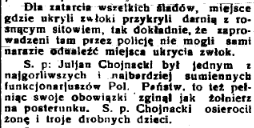 Dla zatarcia wszelkich śladów, miejsce
gdzie ukryli zwłoki przykryli darnią z ro-
snącym sitowiem, tak dokładnie, że zapro-
wadzeni tam przez policję nie mogli sami
narazie odnaleźć miejsca ukrycia zwłok.
S. p: Juljan Chojnacki był jednym z
najgorliwszych i najbardziej sumiennych
funkcjonarjuszów Pol. Państw. to też peł-
niąc swoje obowiązki zginął jak żołnierz
na posterunku. S. p. Chojnacki osierocił
żonę i troje drobnych dzieci.